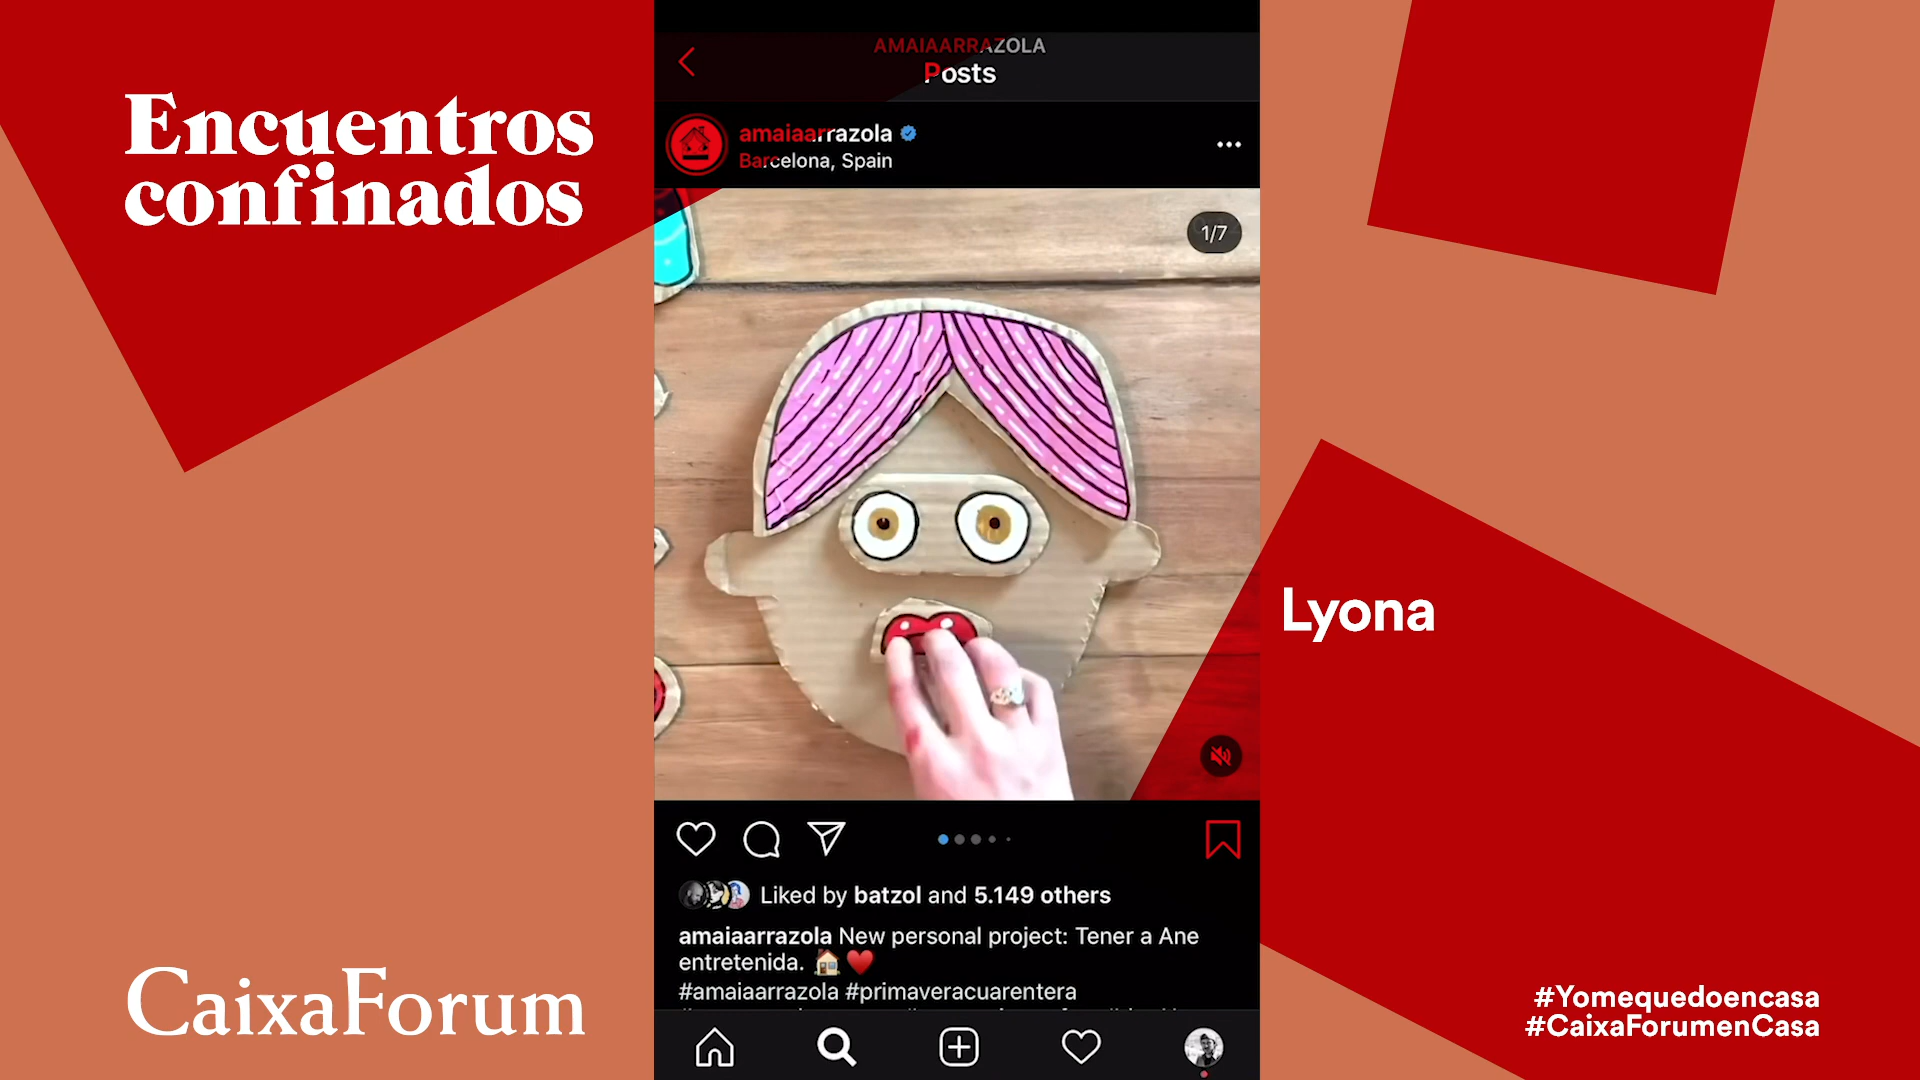 Encuentros
confinados
AMAIAARRAZOLA
Posts
amaiaarrazola
Barcelona, Spain
1/7
Lyona
Liked by batzol and 5.149 others
amaiaarrazola New personal project: Tener a Ane
entretenida. 🏠❤️
#amaiaarrazola #primaveracuarentera
CaixaForum
#Yomequedoencasa
#CaixaForumenCasa